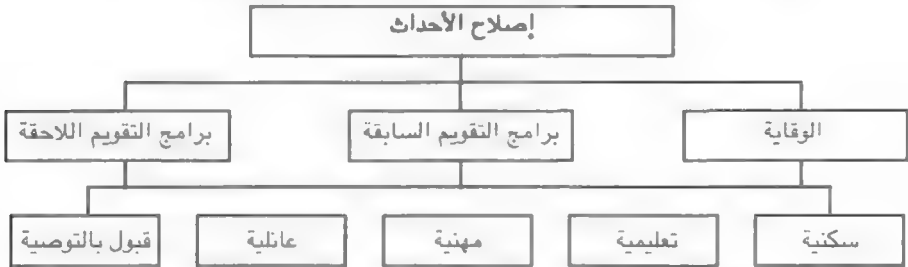 إصلاح الأحداث
الوقاية
برامج التقويم السابقة
برامج التقويم اللاحقة
سكنية
تعليمية
مهنية
عائلية
قبول بالتوصية